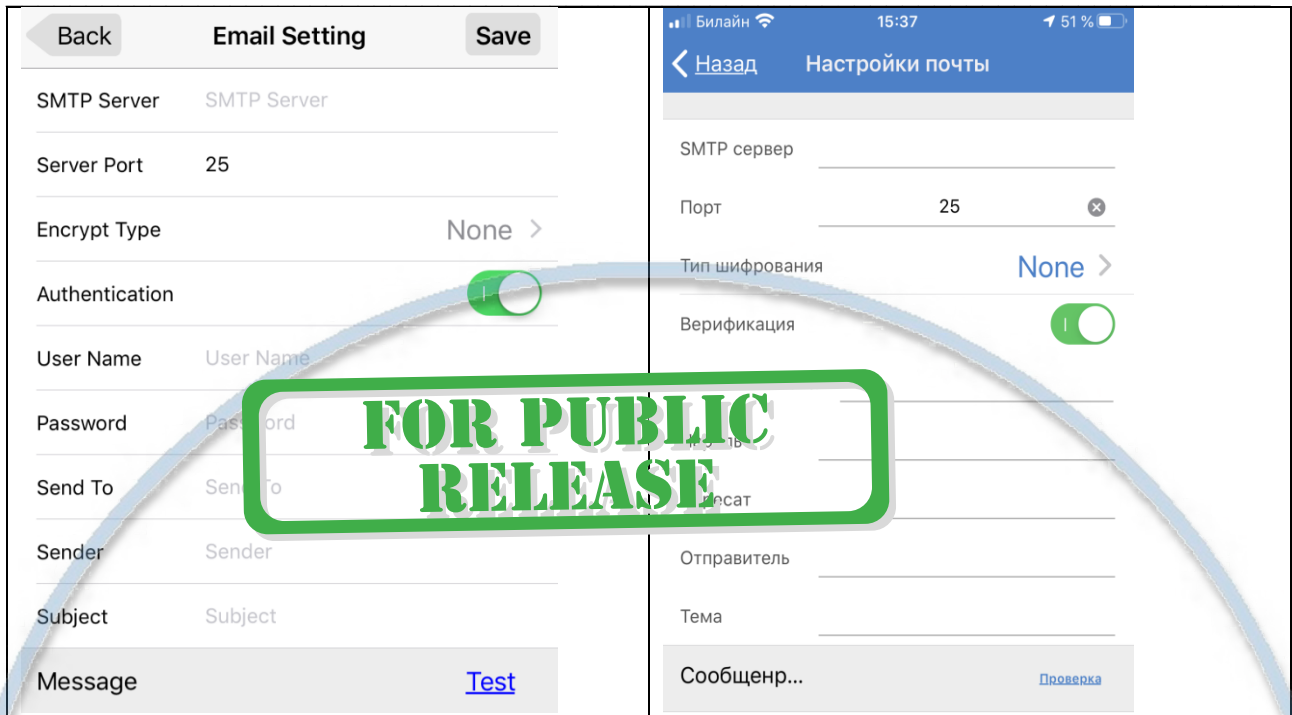 Back Email Setting Save
SMTP Server SMTP Server
Server Port 25
Encrypt Type None
Authentication
User Name User Name
Password
Send To
Sender Sender
Subject Subject
Message Test
Билайн 15:37 51 %
Назад Настройки почты
SMTP сервер
Порт 25
Тип шифрования None
Верификация
Отправитель
Тема
Сообщенр...
Проверка
FOR PUBLIC
RELEASE